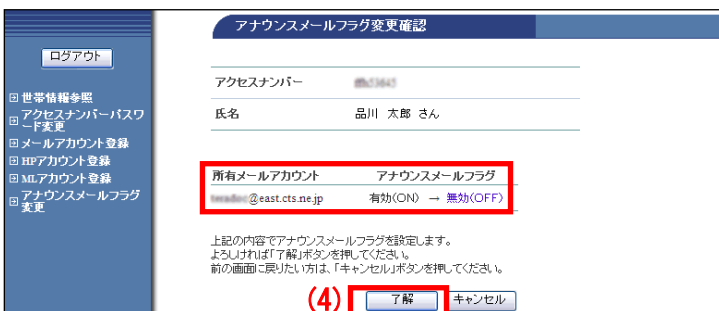 アナウンスメールフラグ変更確認
ログアウト
世帯情報参照
アクセスナンバーパスワ
ード変更
メールアカウント登録
HPアカウント登録
MLアカウント登録
アナウンスメールフラグ
変更
アクセスナンバー
氏名 品川 太郎 さん
所有メールアカウント アナウンスメールフラグ
@east.cts.ne.jp 有効(ON) → 無効(OFF)
上記の内容でアナウンスメールフラグを設定します。
よろしければ「了解」ボタンを押してください。
前の画面に戻りたい方は、「キャンセル」ボタンを押してください。
(4) 了解 キャンセル